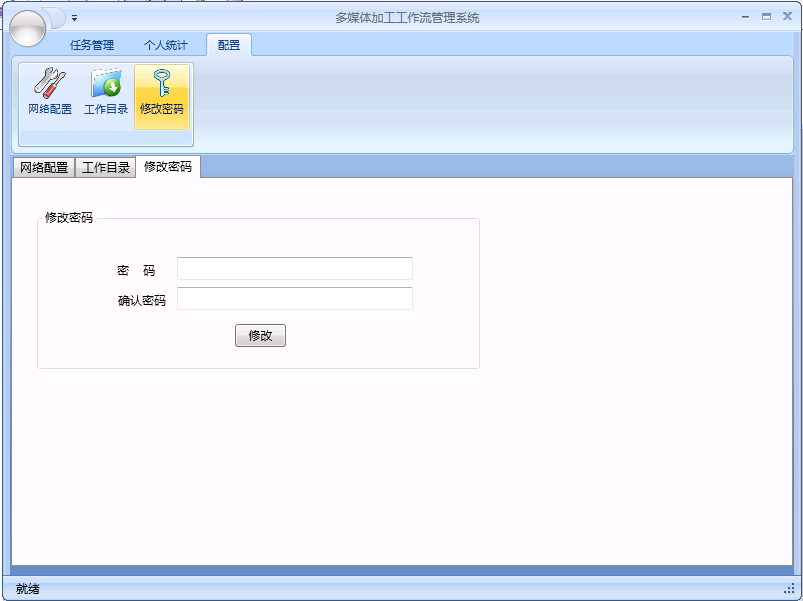 多媒体加工工作流管理系统
任务管理 个人统计 配置
网络配置 工作目录 修改密码
网络配置 工作目录 修改密码
修改密码
密 码
确认密码
修改
就绪